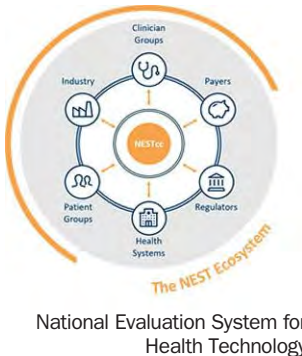 Clinician
Groups
Industry
Payers
NESTcc
Patient
Groups
Regulators
Health
Systems
The NEST Ecosystem
National Evaluation System for
Health Technology